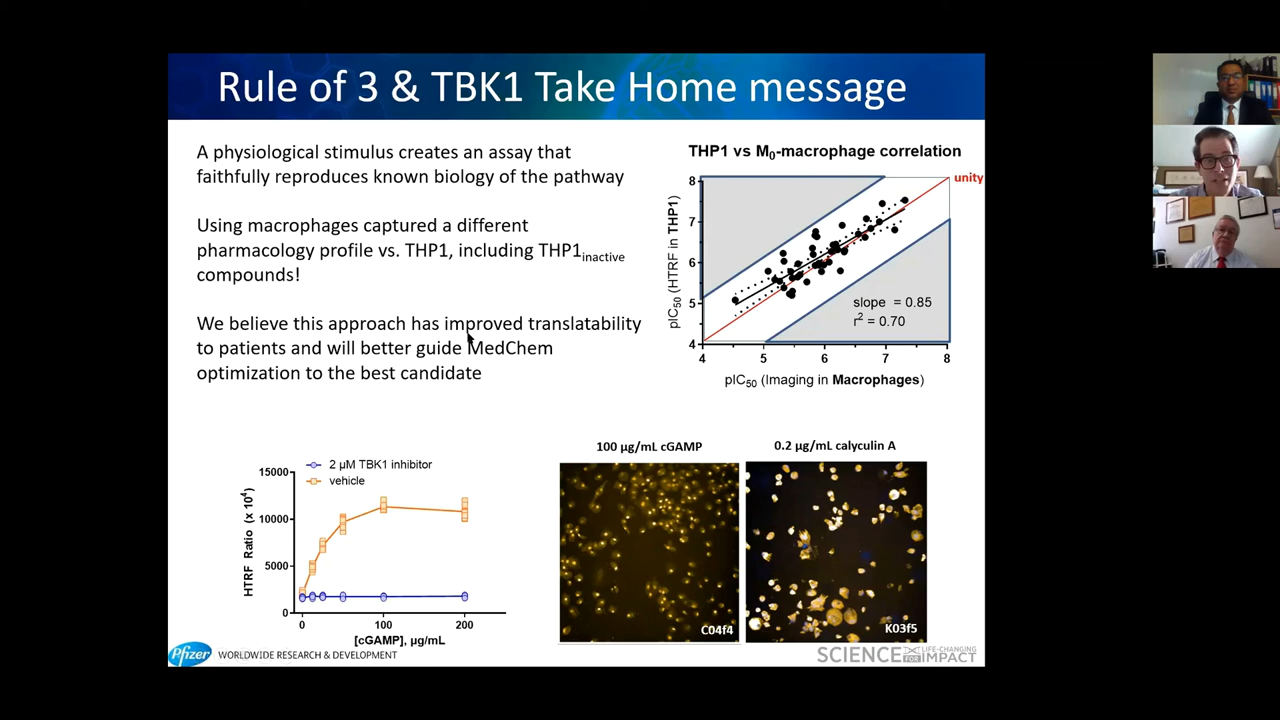 Rule of 3 & TBK1 Take Home message
A physiological stimulus creates an assay that
faithfully reproduces known biology of the pathway
Using macrophages captured a different
pharmacology profile vs. THP1, including THP1inactive
compounds!
We believe this approach has improved translatability
to patients and will better guide MedChem
optimization to the best candidate
THP1 vs M0-macrophage correlation
unity
pIC50 (HTRF in THP1)
8
7
6
5
4
slope = 0.85
r2 = 0.70
4 5 6 7 8
pIC50 (Imaging in Macrophages)
2 µM TBK1 inhibitor
vehicle
HTRF Ratio (x 10^4)
15000
10000
5000
0
0 100 200
[cGAMP], µg/mL
100 µg/mL cGAMP
C04f4
0.2 µg/mL calyculin A
K03f5
Pfizer WORLDWIDE RESEARCH & DEVELOPMENT
SCIENCE FOR LIFE-CHANGING IMPACT